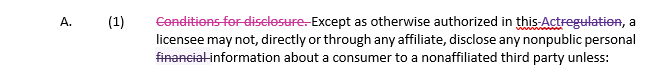 A. (1) Conditions for disclosure. Except as otherwise authorized in this Actregulation, a
licensee may not, directly or through any affiliate, disclose any nonpublic personal
financial information about a consumer to a nonaffiliated third party unless: